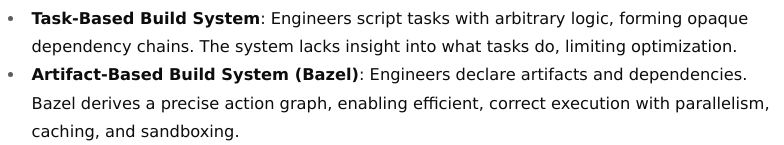 • Task-Based Build System: Engineers script tasks with arbitrary logic, forming opaque
dependency chains. The system lacks insight into what tasks do, limiting optimization.
• Artifact-Based Build System (Bazel): Engineers declare artifacts and dependencies.
Bazel derives a precise action graph, enabling efficient, correct execution with parallelism,
caching, and sandboxing.